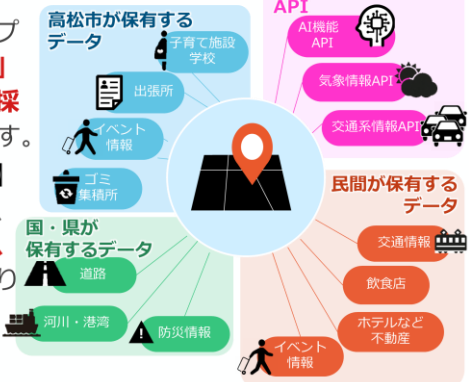 プ
採
す。
り
高松市が保有する
データ
子育て施設
学校
出張所
イベント
情報
ゴミ
集積所
API
AI機能
API
気象情報API
交通系情報API
国・県が
保有するデータ
道路
河川・港湾
防災情報
民間が保有する
データ
交通情報
飲食店
ホテルなど
不動産
イベント
情報